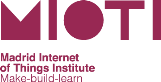 MIOTI
Madrid Internet
of Things Institute
Make-build-learn